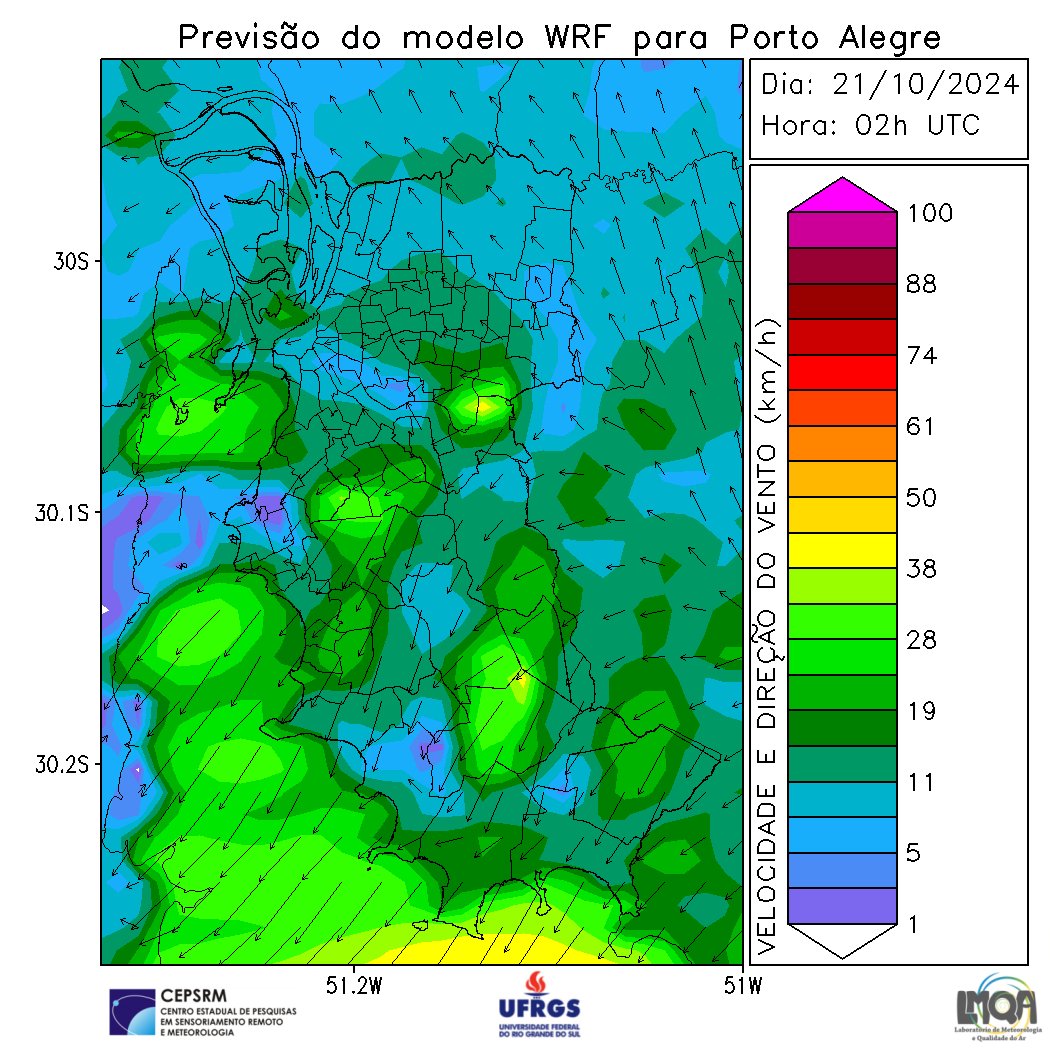 Previsão do modelo WRF para Porto Alegre
Dia: 21/10/2024
Hora: 02h UTC
30S
30.1S
30.2S
51.2W
51W
VELOCIDADE E DIREÇÃO DO VENTO (km/h)
100
88
74
61
50
38
28
19
11
5
1
CEPSRM
CENTRO ESTADUAL DE PESQUISAS
EM SENSORIAMENTO REMOTO
E METEOROLOGIA
UFRGS
UNIVERSIDADE FEDERAL
DO RIO GRANDE DO SUL
LMQA
Laboratório de Meteorologia
e Qualidade do Ar